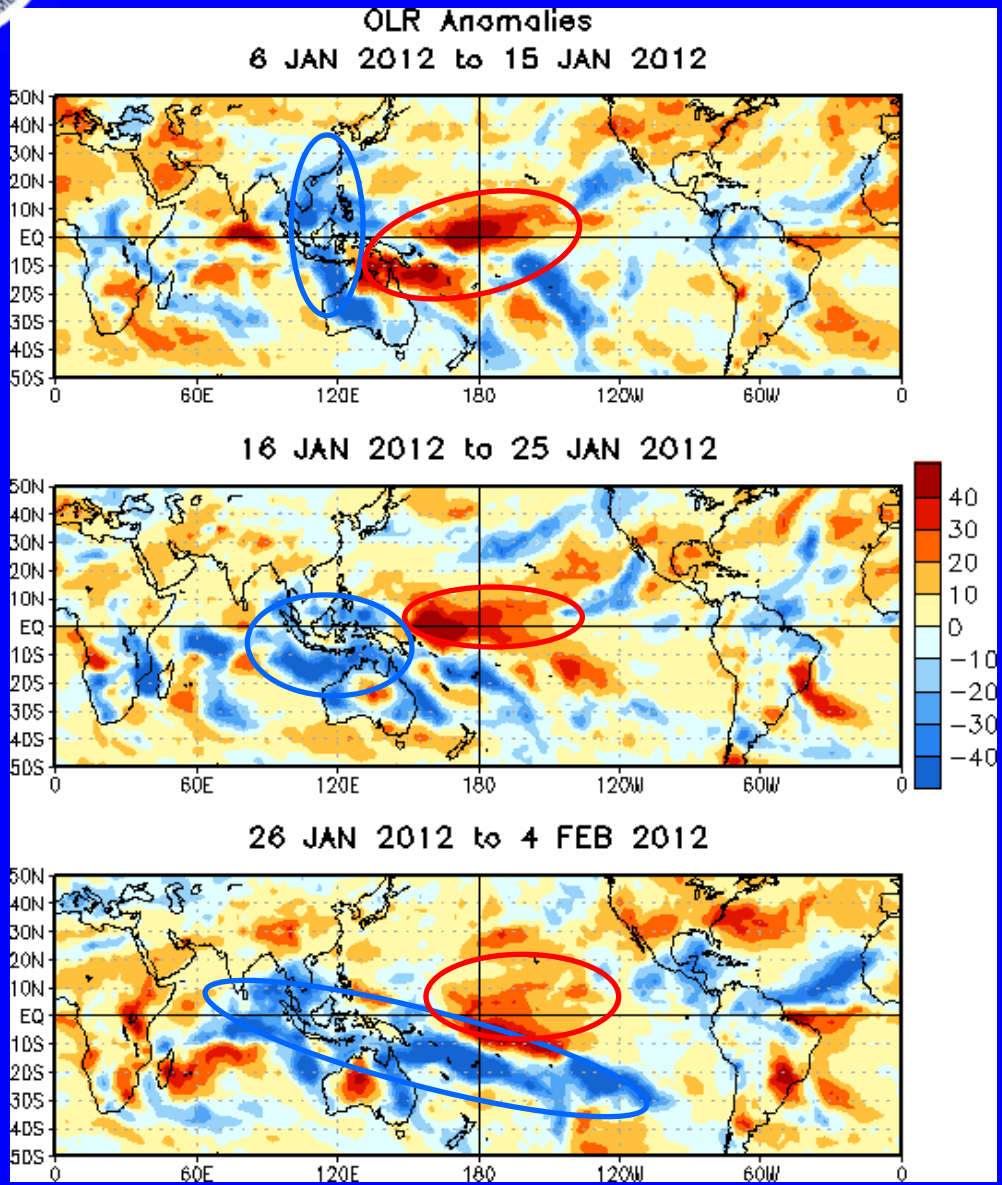 OLR Anomalies
6 JAN 2012 to 15 JAN 2012
50N
40N
30N
20N
10N
EQ
10S
20S
30S
40S
50S
0 60E 120E 180 120W 60W 0
16 JAN 2012 to 25 JAN 2012
50N
40N
30N
20N
10N
EQ
10S
20S
30S
40S
50S
0 60E 120E 180 120W 60W 0
40
30
20
10
0
-10
-20
-30
-40
26 JAN 2012 to 4 FEB 2012
50N
40N
30N
20N
10N
EQ
10S
20S
30S
40S
50S
0 60E 120E 180 120W 60W 0